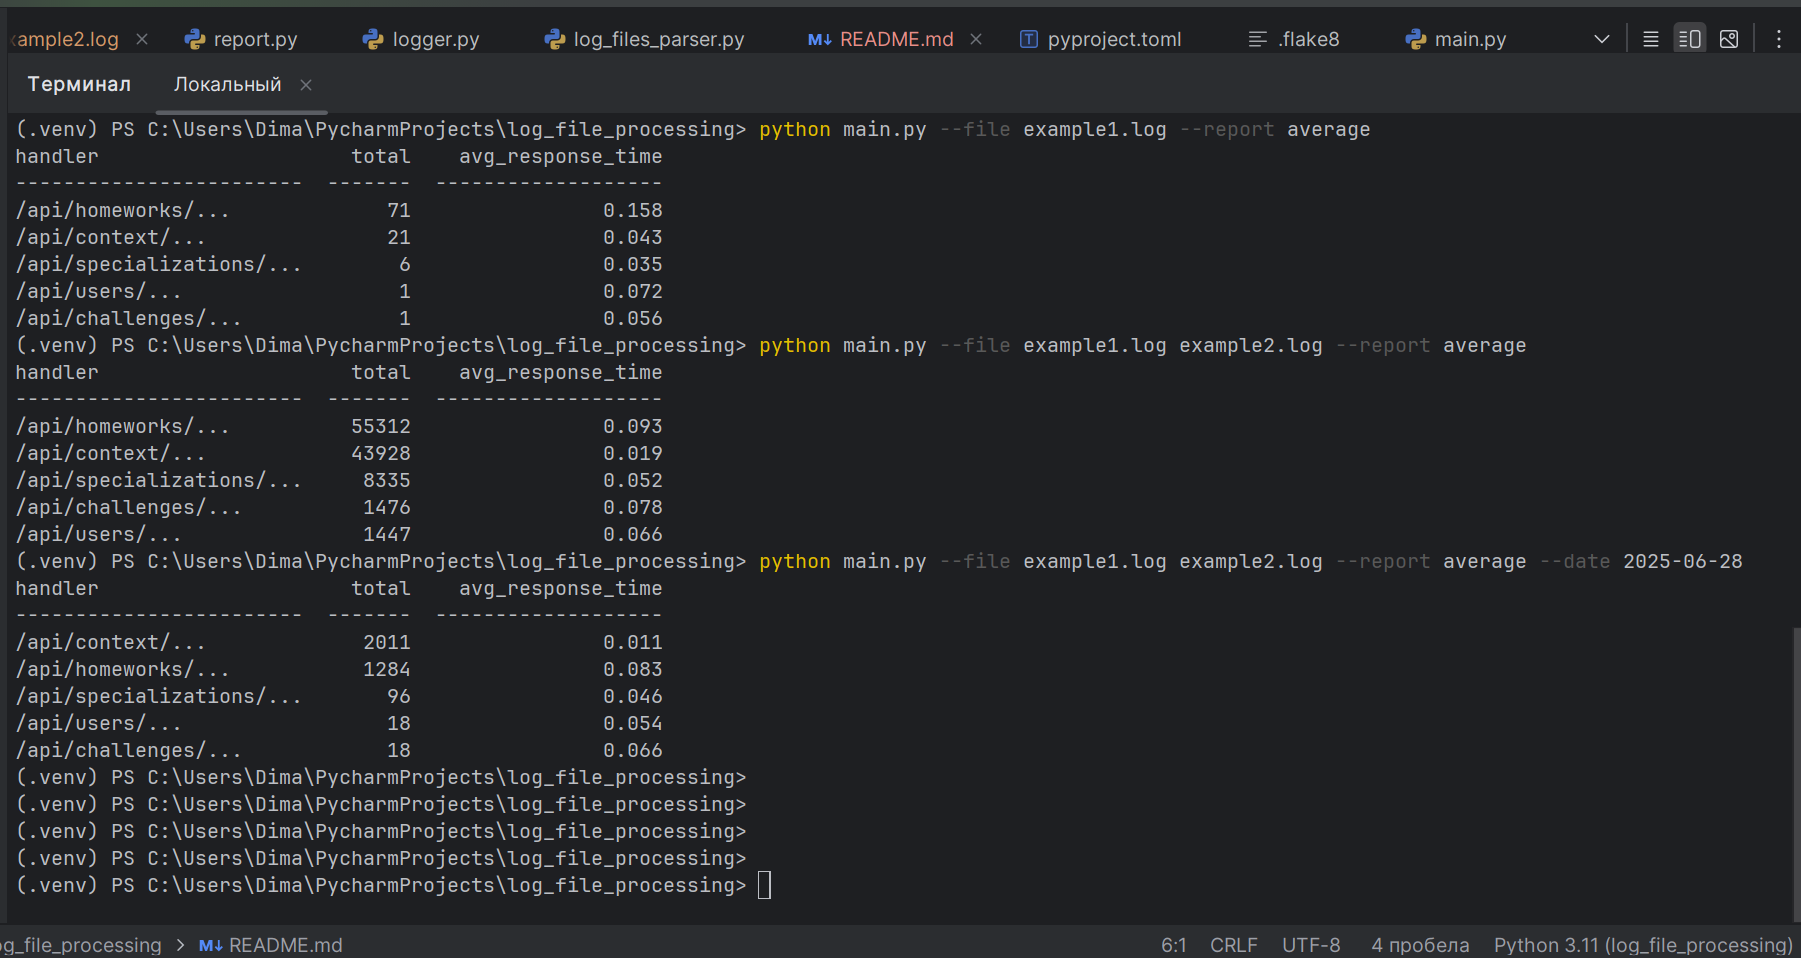 ample2.log report.py logger.py log_files_parser.py README.md pyproject.toml .flake8 main.py
Терминал Локальный
(.venv) PS C:\Users\Dima\PycharmProjects\log_file_processing> python main.py --file example1.log --report average
handler total avg_response_time
------------------------ ------- -------------------
/api/homeworks/... 71 0.158
/api/context/... 21 0.043
/api/specializations/... 6 0.035
/api/users/... 1 0.072
/api/challenges/... 1 0.056
(.venv) PS C:\Users\Dima\PycharmProjects\log_file_processing> python main.py --file example1.log example2.log --report average
handler total avg_response_time
------------------------ ------- -------------------
/api/homeworks/... 55312 0.093
/api/context/... 43928 0.019
/api/specializations/... 8335 0.052
/api/challenges/... 1476 0.078
/api/users/... 1447 0.066
(.venv) PS C:\Users\Dima\PycharmProjects\log_file_processing> python main.py --file example1.log example2.log --report average --date 2025-06-28
handler total avg_response_time
------------------------ ------- -------------------
/api/context/... 2011 0.011
/api/homeworks/... 1284 0.083
/api/specializations/... 96 0.046
/api/users/... 18 0.054
/api/challenges/... 18 0.066
(.venv) PS C:\Users\Dima\PycharmProjects\log_file_processing>
(.venv) PS C:\Users\Dima\PycharmProjects\log_file_processing>
(.venv) PS C:\Users\Dima\PycharmProjects\log_file_processing>
(.venv) PS C:\Users\Dima\PycharmProjects\log_file_processing>
(.venv) PS C:\Users\Dima\PycharmProjects\log_file_processing>
og_file_processing > M↓ README.md 6:1 CRLF UTF-8 4 пробела Python 3.11 (log_file_processing)